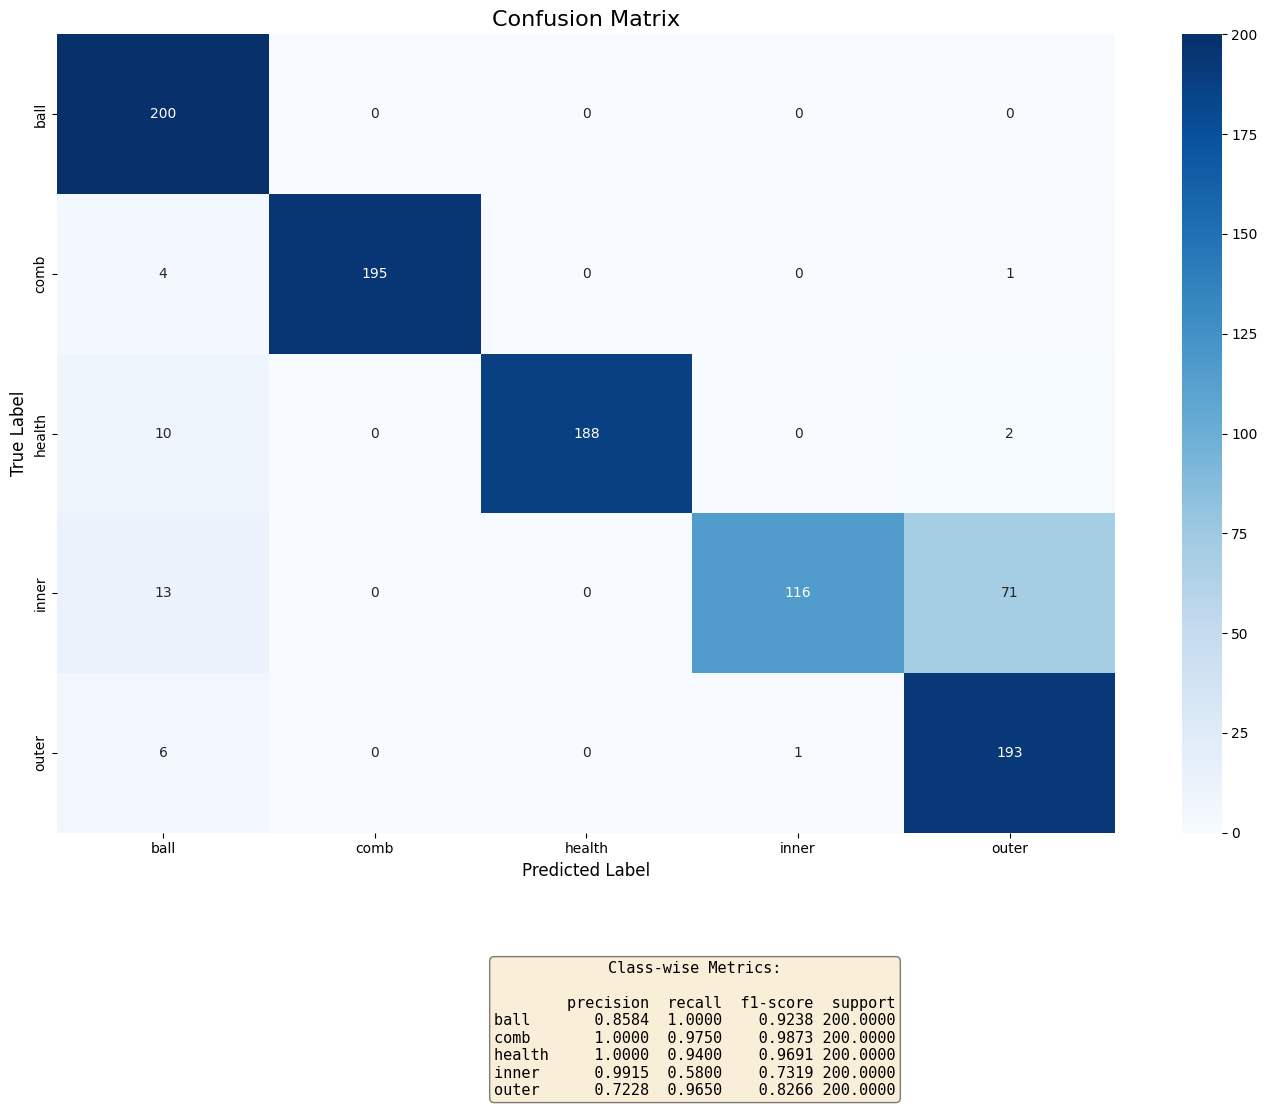 Confusion Matrix
True Label
ball 200 0 0 0 0
comb 4 195 0 0 1
health 10 0 188 0 2
inner 13 0 0 116 71
outer 6 0 0 1 193
ball comb health inner outer
Predicted Label
200
175
150
125
100
75
50
25
0
Class-wise Metrics:
precision recall f1-score support
ball 0.8584 1.0000 0.9238 200.0000
comb 1.0000 0.9750 0.9873 200.0000
health 1.0000 0.9400 0.9691 200.0000
inner 0.9915 0.5800 0.7319 200.0000
outer 0.7228 0.9650 0.8266 200.0000